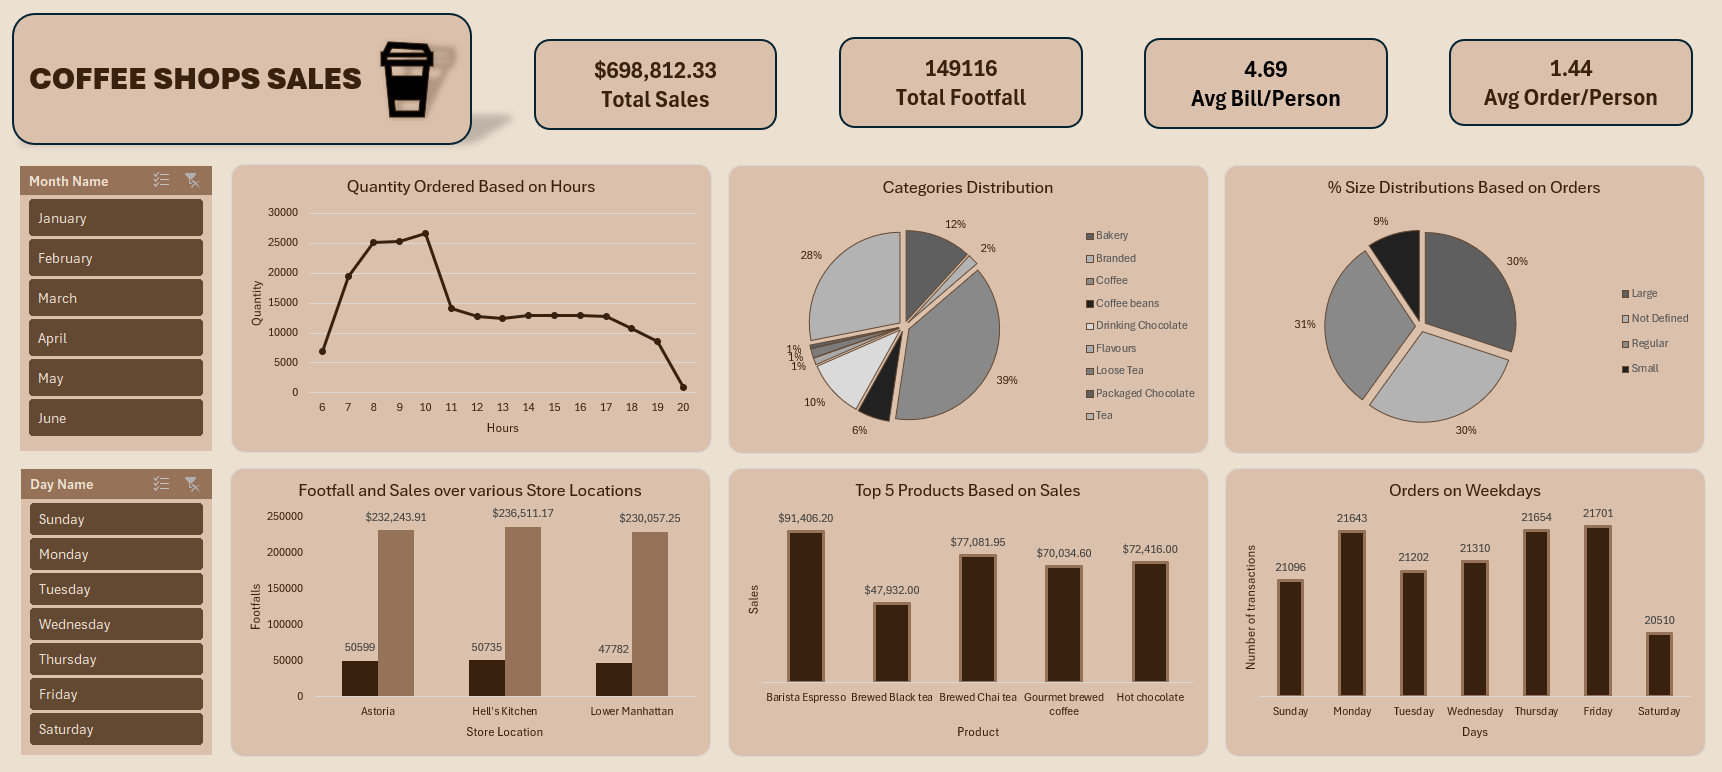 COFFEE SHOPS SALES
$698,812.33
Total Sales
149116
Total Footfall
4.69
Avg Bill/Person
1.44
Avg Order/Person
Month Name
January
February
March
April
May
June
Quantity Ordered Based on Hours
Quantity
30000
25000
20000
15000
10000
5000
0
6 7 8 9 10 11 12 13 14 15 16 17 18 19 20
Hours
Categories Distribution
12%
2%
39%
6%
10%
1%
1%
1%
28%
Bakery
Branded
Coffee
Coffee beans
Drinking Chocolate
Flavours
Loose Tea
Packaged Chocolate
Tea
% Size Distributions Based on Orders
9%
30%
31%
30%
Large
Not Defined
Regular
Small
Day Name
Sunday
Monday
Tuesday
Wednesday
Thursday
Friday
Saturday
Footfall and Sales over various Store Locations
Footfalls
250000
200000
150000
100000
50000
0
$232,243.91
$236,511.17
$230,057.25
50599
50735
47782
Astoria
Hell's Kitchen
Lower Manhattan
Store Location
Top 5 Products Based on Sales
Sales
$91,406.20
$47,932.00
$77,081.95
$70,034.60
$72,416.00
Barista Espresso
Brewed Black tea
Brewed Chai tea
Gourmet brewed
coffee
Hot chocolate
Product
Orders on Weekdays
Number of transactions
21096
21643
21202
21310
21654
21701
20510
Sunday
Monday
Tuesday
Wednesday
Thursday
Friday
Saturday
Days